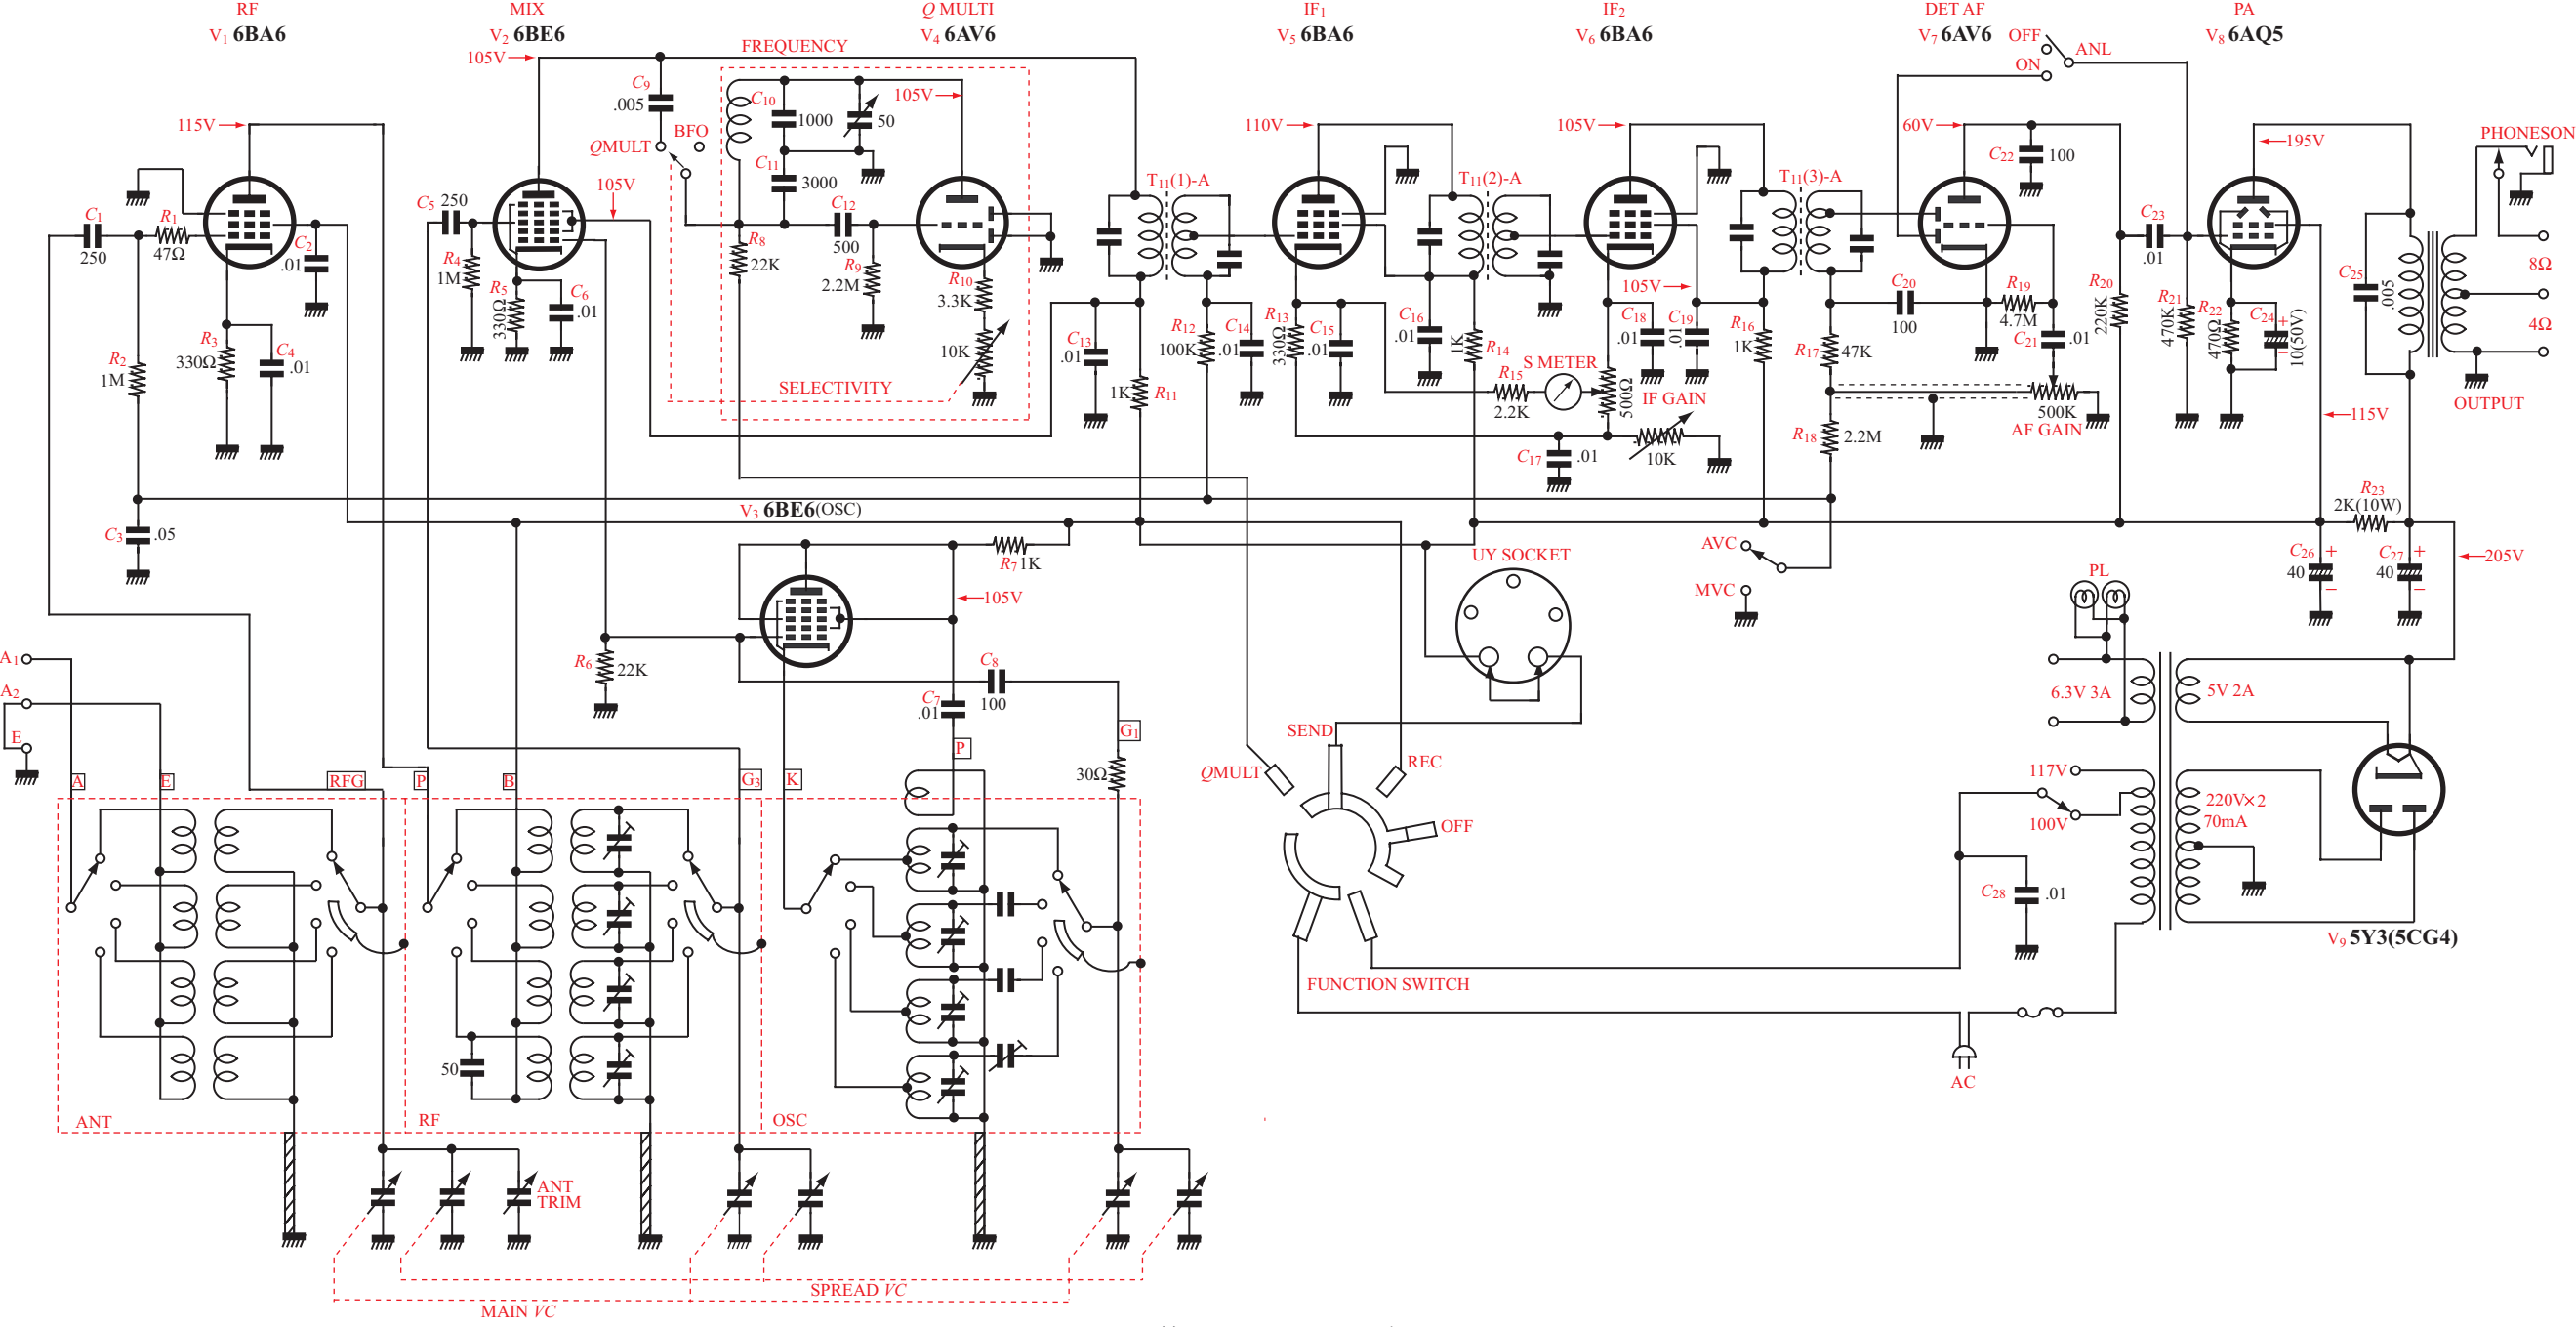 RF
V₁ 6BA6
MIX
V₂ 6BE6
Q MULTI
V₄ 6AV6
IF₁
V₅ 6BA6
IF₂
V₆ 6BA6
DET AF
V₇ 6AV6
PA
V₈ 6AQ5
OFF
ON
ANL
105V
FREQUENCY
C₉
.005
C₁₀
1000
50
105V
115V
BFO
QMULT
C₁₁
3000
110V
105V
60V
C₂₂
100
195V
PHONESON
105V
T₁₁(1)-A
T₁₁(2)-A
T₁₁(3)-A
C₁
250
R₁
47Ω
C₂
.01
C₅ 250
R₄
1M
R₅
330Ω
C₆
.01
R₈
22K
C₁₂
500
R₉
2.2M
R₁₀
3.3K
10K
SELECTIVITY
C₂₃
.01
C₂₅
.005
8Ω
4Ω
OUTPUT
R₂
1M
R₃
330Ω
C₄
.01
C₁₃
.01
1K
R₁₁
R₁₂
100K
C₁₄
.01
R₁₃
330Ω
C₁₅
.01
C₁₆
.01
1K
R₁₄
105V
C₁₈
.01
C₁₉
.01
R₁₆
1K
S METER
R₁₅
2.2K
500Ω
IF GAIN
10K
C₁₇
.01
C₂₀
100
R₁₉
4.7M
C₂₁
.01
R₁₇
47K
R₁₈
2.2M
500K
AF GAIN
R₂₀
220K
R₂₁
470K
R₂₂
470Ω
C₂₄
+
−
10(50V)
115V
C₃
.05
V₃ 6BE6(OSC)
R₇ 1K
105V
UY SOCKET
AVC
MVC
R₂₃
2K(10W)
C₂₆
40
+
−
C₂₇
40
+
−
205V
PL
A₁
A₂
E
R₆
22K
C₈
100
C₇
.01
P
G₁
30Ω
SEND
QMULT
REC
OFF
FUNCTION SWITCH
6.3V 3A
5V 2A
117V
100V
220V×2
70mA
C₂₈
.01
V₉ 5Y3(5CG4)
AC
A
E
RFG
P
B
G₃
K
50
ANT
RF
OSC
ANT
TRIM
SPREAD VC
MAIN VC